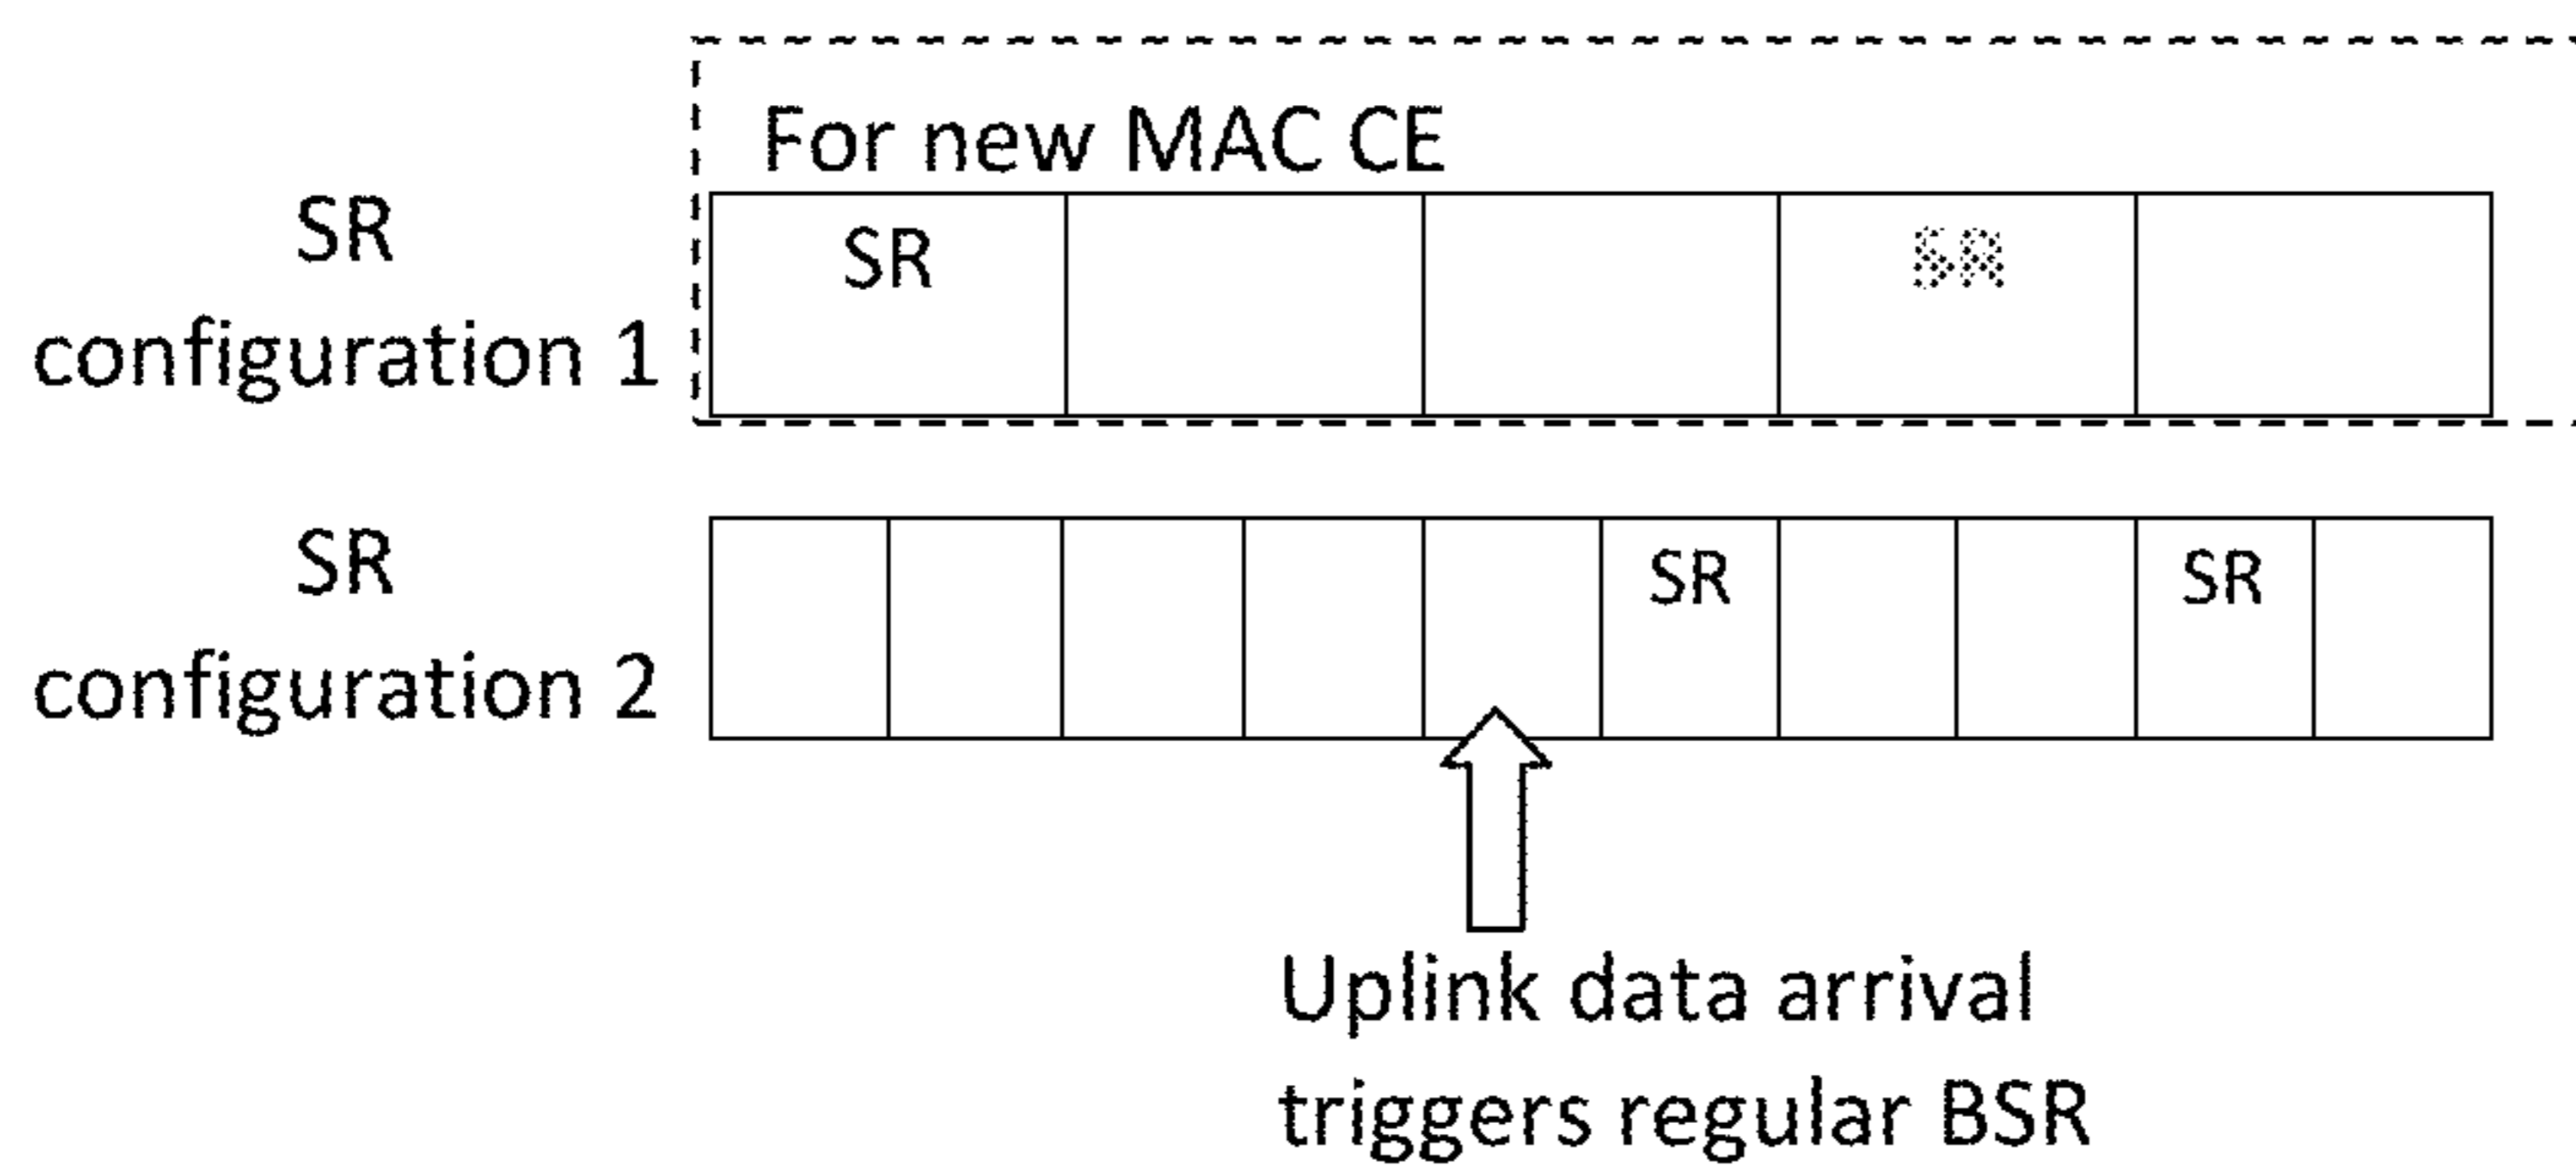 For new MAC CE
SR
configuration 1
SR
SR
SR
configuration 2
SR
SR
Uplink data arrival
triggers regular BSR